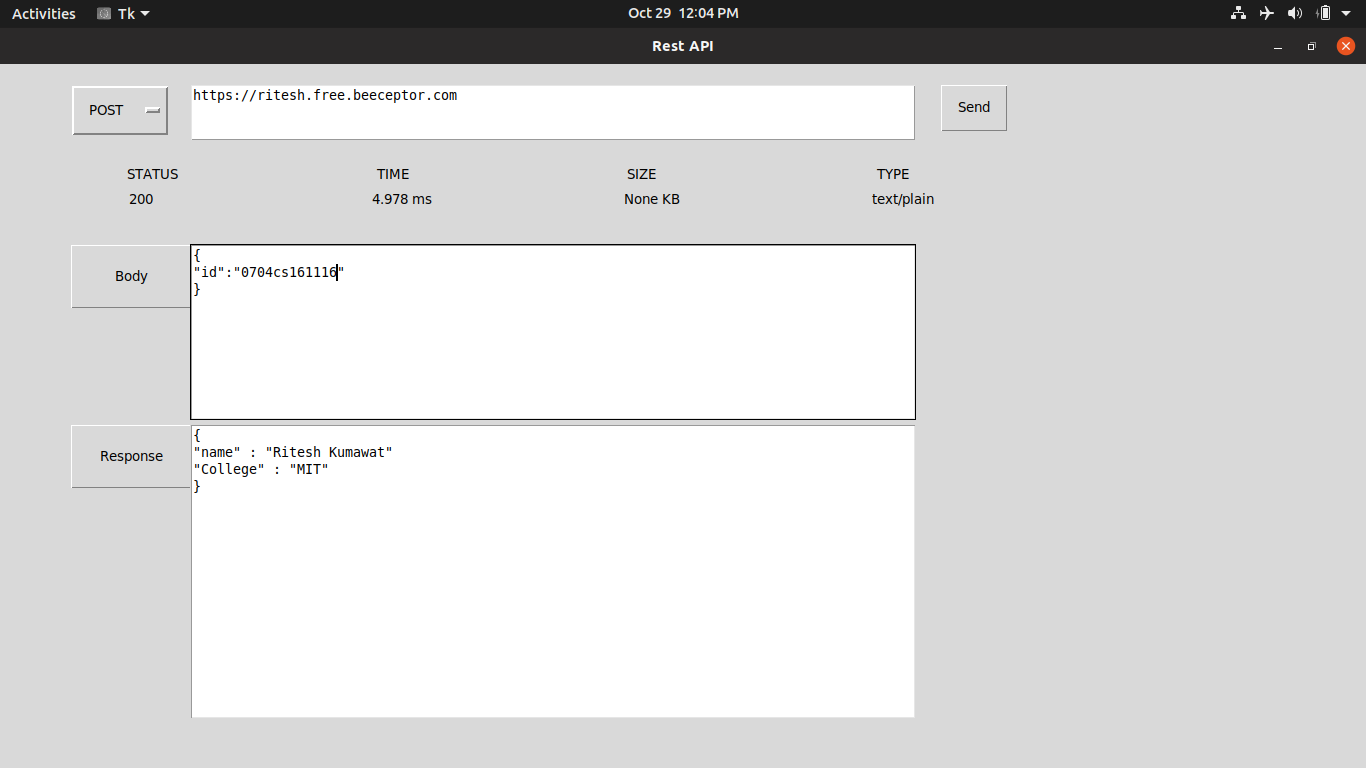 Activities Tk Oct 29 12:04 PM
Rest API
POST https://ritesh.free.beeceptor.com Send
STATUS TIME SIZE TYPE
200 4.978 ms None KB text/plain
Body
{
"id":"0704cs161116"
}
Response
{
"name" : "Ritesh Kumawat"
"College" : "MIT"
}